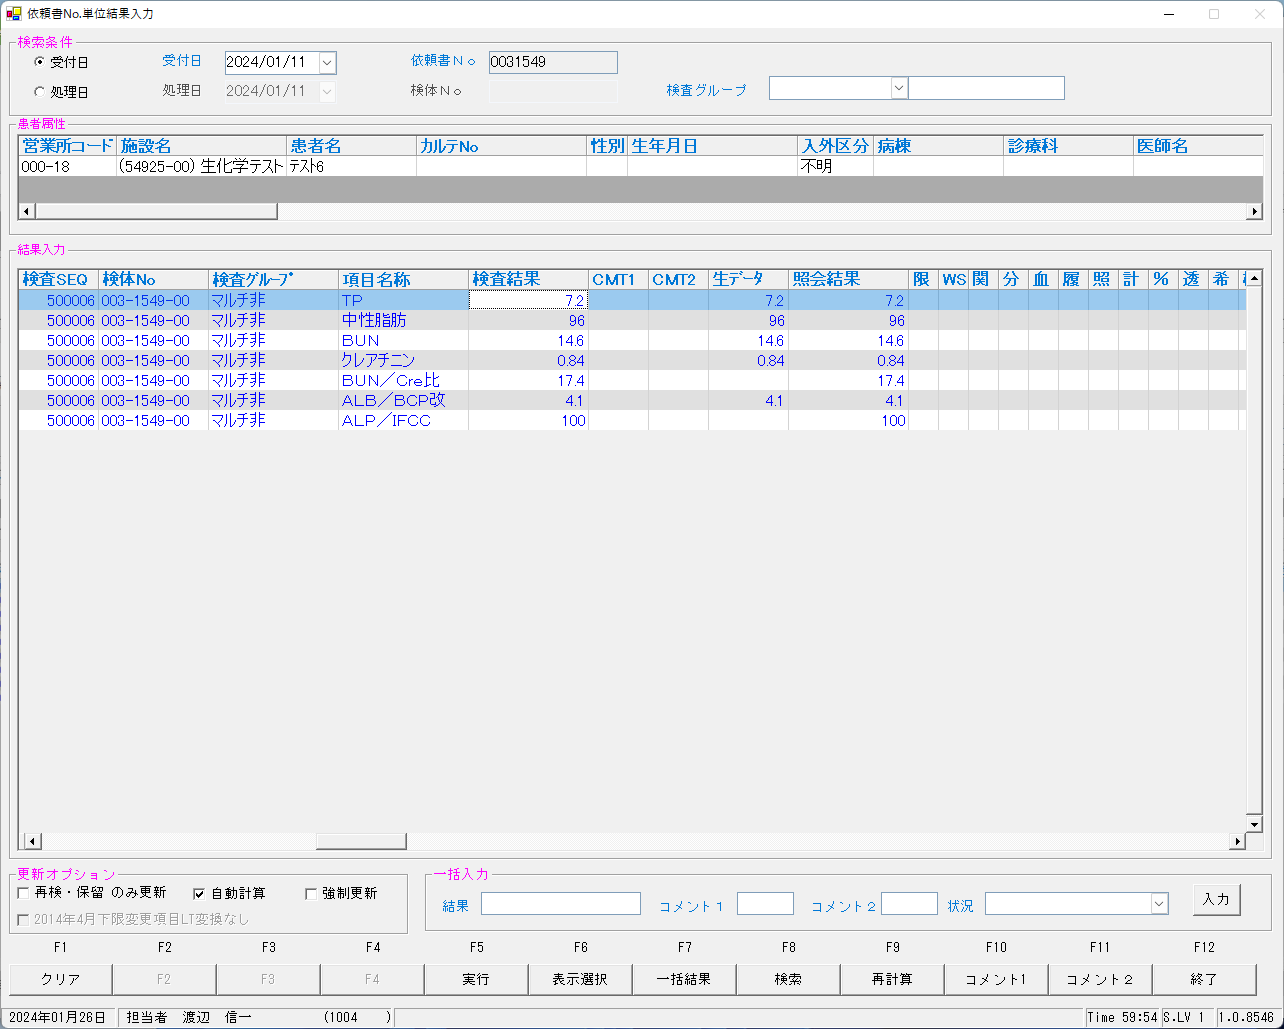 依頼書No.単位結果入力
検索条件
受付日 受付日 2024/01/11 依頼書No 0031549
処理日 処理日 2024/01/11 検体No 検査グループ
患者属性
営業所コード 施設名 患者名 カルテNo 性別 生年月日 入外区分 病棟 診療科 医師名
000-18 (54925-00) 生化学テスト テスト6 不明
結果入力
検査SEQ 検体No 検査グループ 項目名称 検査結果 CMT1 CMT2 生データ 照会結果 限 WS 関 分 血 履 照 計 % 透 希
500006 003-1549-00 マルチ非 TP 7.2 7.2 7.2
500006 003-1549-00 マルチ非 中性脂肪 96 96 96
500006 003-1549-00 マルチ非 BUN 14.6 14.6 14.6
500006 003-1549-00 マルチ非 クレアチニン 0.84 0.84 0.84
500006 003-1549-00 マルチ非 BUN/Cre比 17.4 17.4
500006 003-1549-00 マルチ非 ALB/BCP改 4.1 4.1 4.1
500006 003-1549-00 マルチ非 ALP/IFCC 100 100
更新オプション
再検・保留 のみ更新 自動計算 強制更新
2014年4月下限変更項目LT変換なし
一括入力
結果 コメント1 コメント2 状況 入力
F1 F2 F3 F4 F5 F6 F7 F8 F9 F10 F11 F12
クリア F2 F3 F4 実行 表示選択 一括結果 検索 再計算 コメント1 コメント2 終了
2024年01月26日 担当者 渡辺 信一 (1004 ) Time 59:54 S.LV 1 1.0.8546